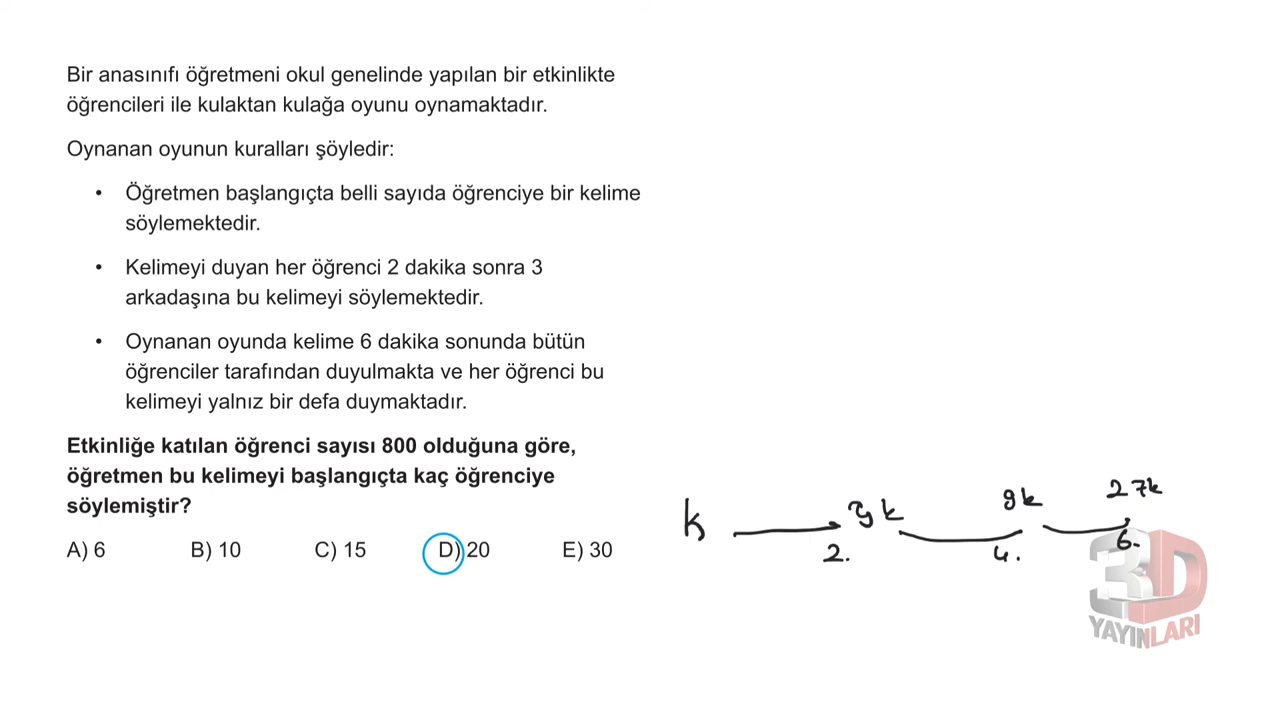 Bir anasınıfı öğretmeni okul genelinde yapılan bir etkinlikte
öğrencileri ile kulaktan kulağa oyunu oynamaktadır.
Oynanan oyunun kuralları şöyledir:
• Öğretmen başlangıçta belli sayıda öğrenciye bir kelime
söylemektedir.
• Kelimeyi duyan her öğrenci 2 dakika sonra 3
arkadaşına bu kelimeyi söylemektedir.
• Oynanan oyunda kelime 6 dakika sonunda bütün
öğrenciler tarafından duyulmakta ve her öğrenci bu
kelimeyi yalnız bir defa duymaktadır.
Etkinliğe katılan öğrenci sayısı 800 olduğuna göre,
öğretmen bu kelimeyi başlangıçta kaç öğrenciye
söylemiştir?
A) 6 B) 10 C) 15 D) 20 E) 30
k 3k 9k 27k
2. 4. 6.
3D
YAYINLARI